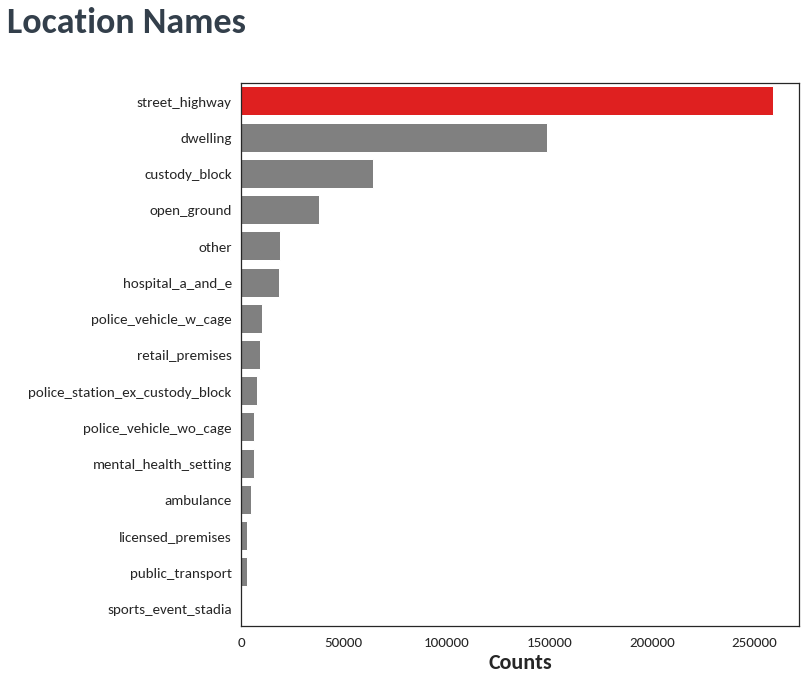 Location Names
street_highway
dwelling
custody_block
open_ground
other
hospital_a_and_e
police_vehicle_w_cage
retail_premises
police_station_ex_custody_block
police_vehicle_wo_cage
mental_health_setting
ambulance
licensed_premises
public_transport
sports_event_stadia
0 50000 100000 150000 200000 250000
Counts